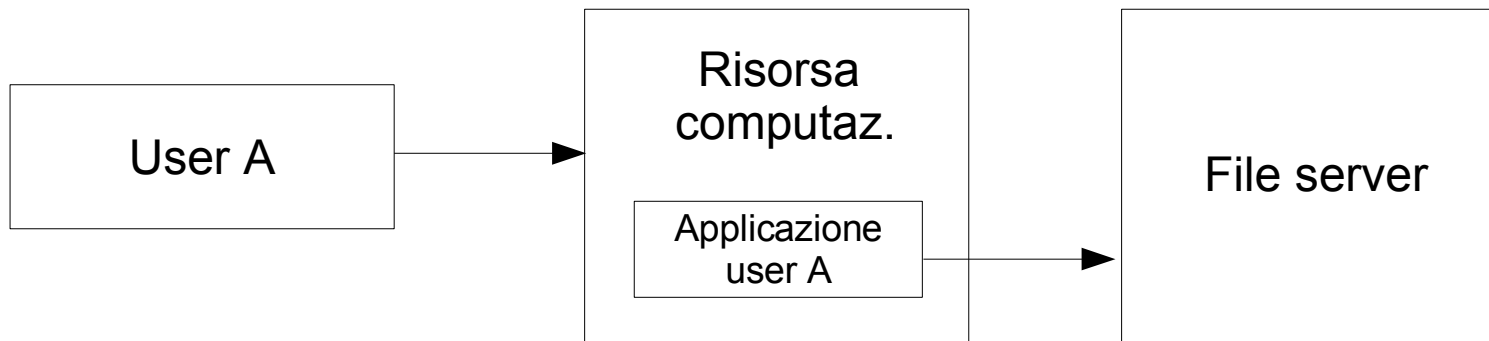 User A
Risorsa
computaz.
Applicazione
user A
File server